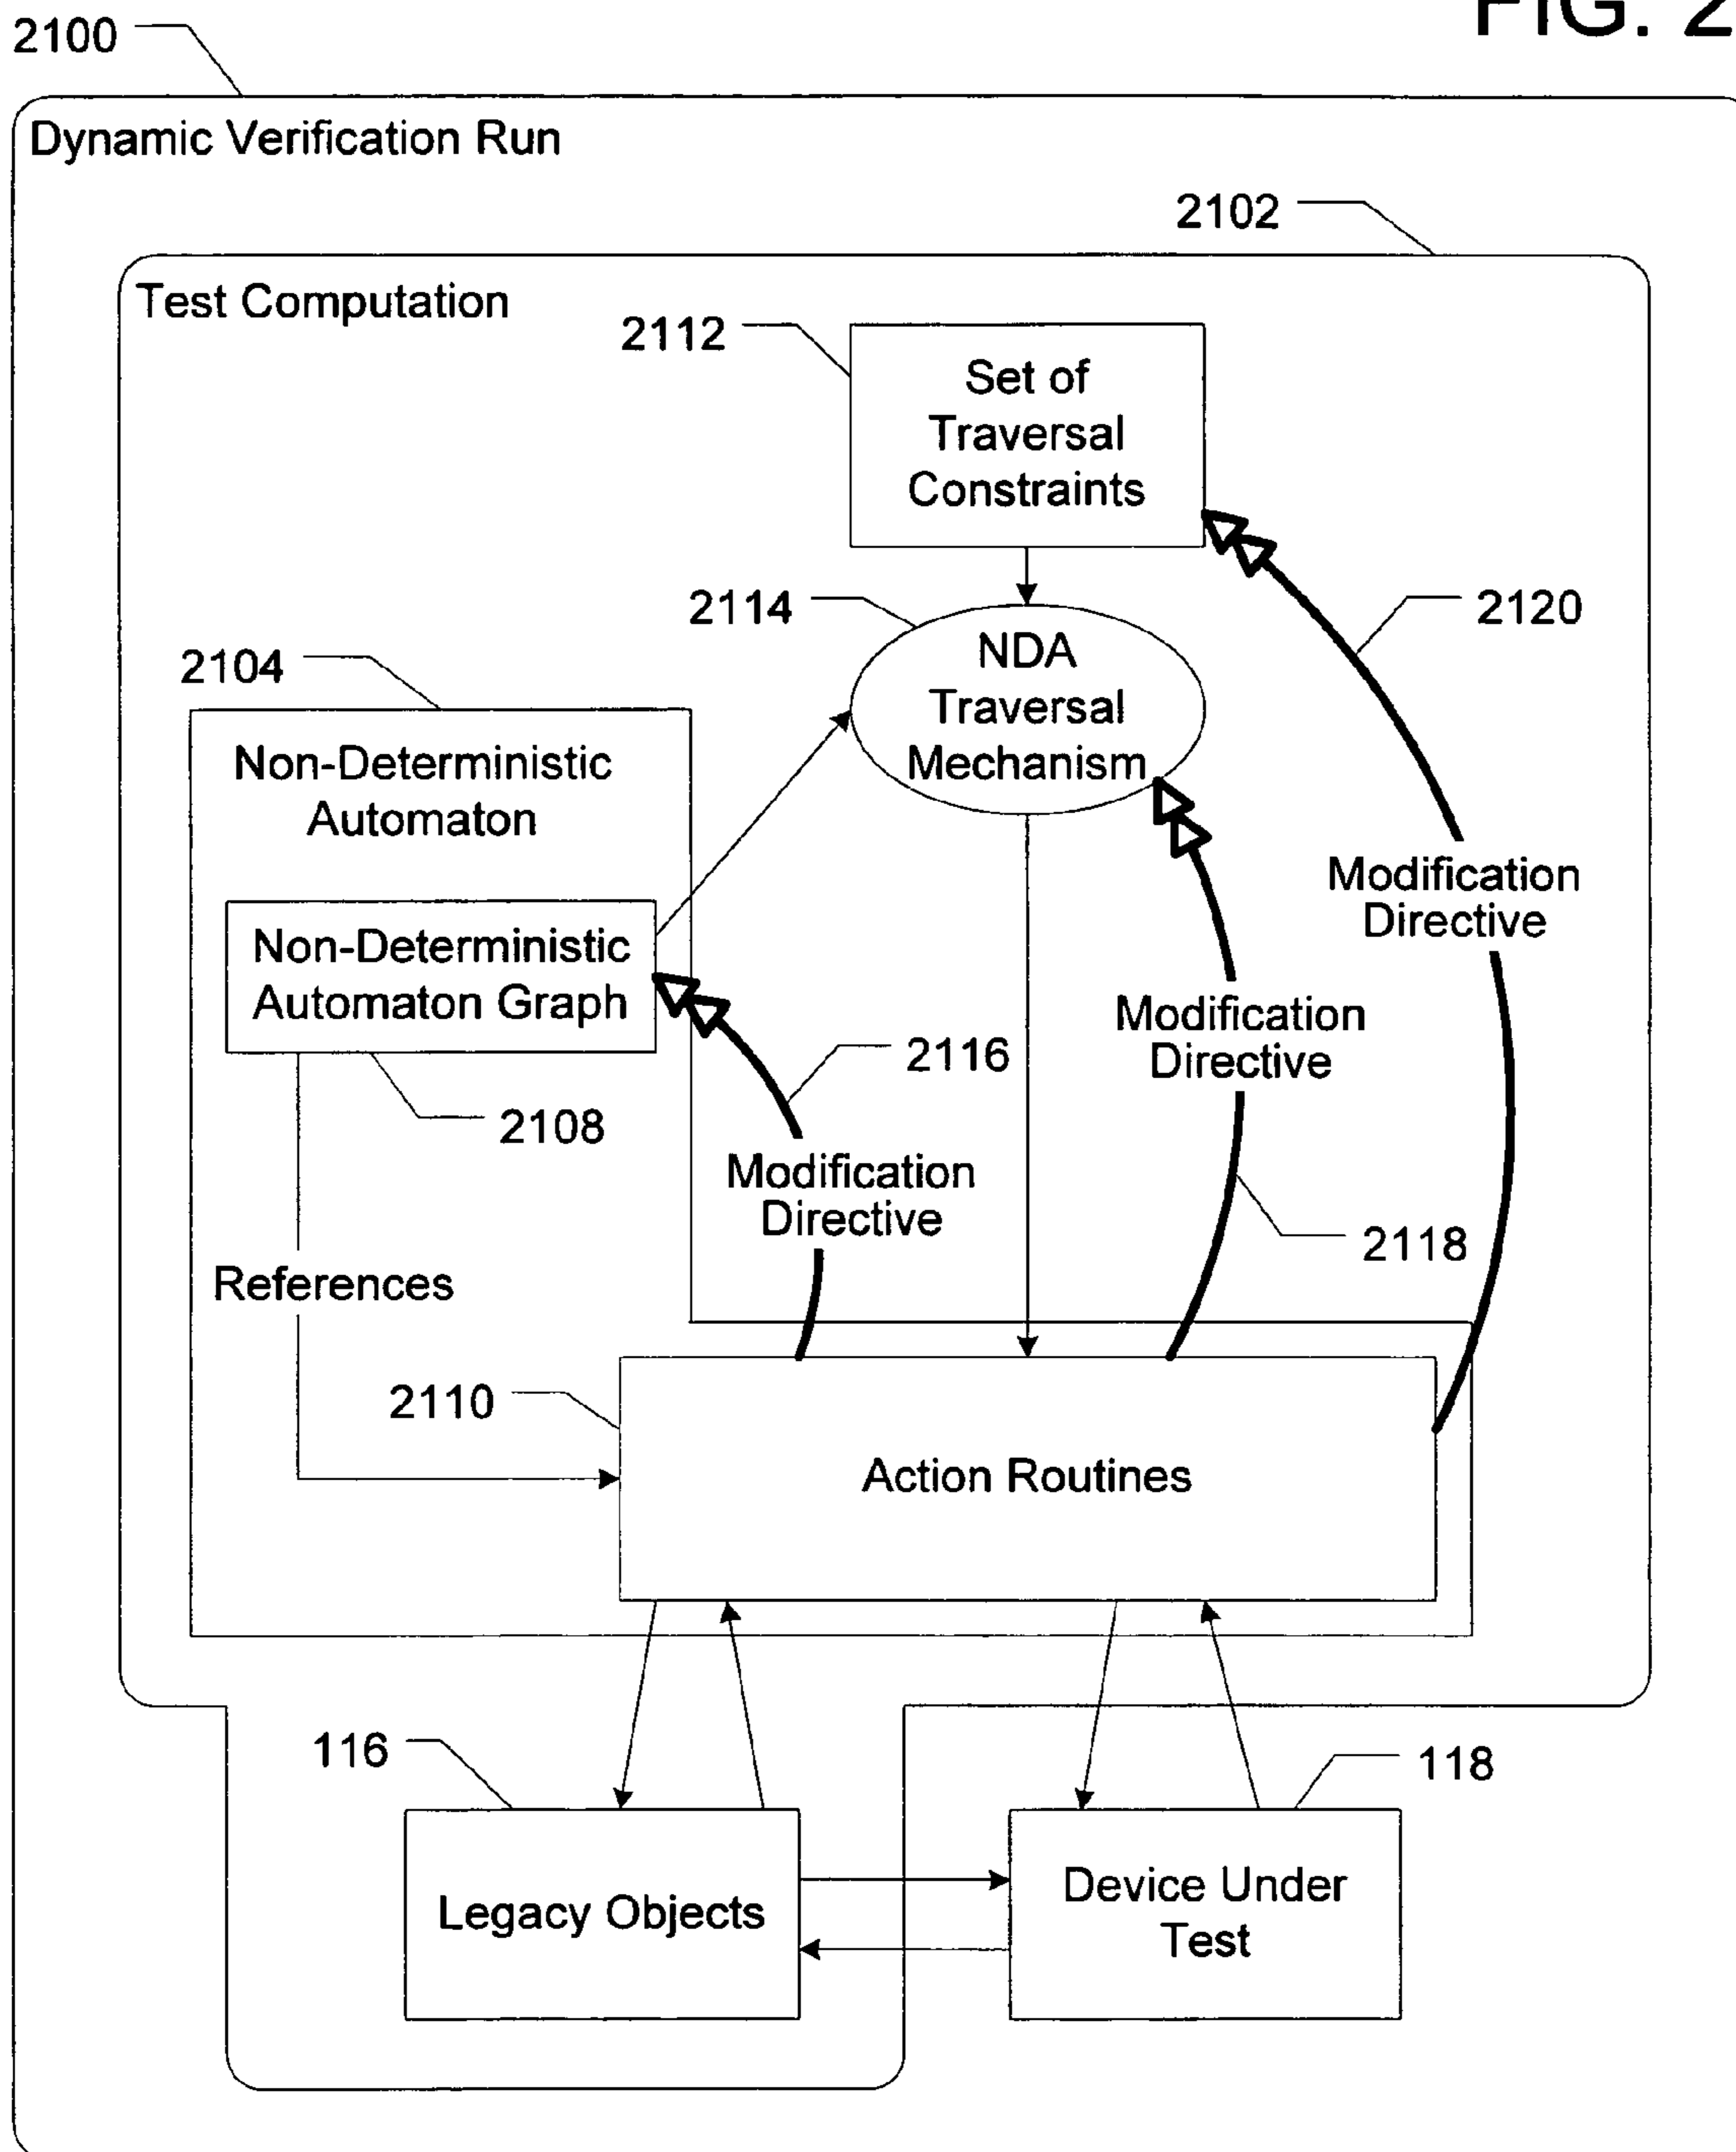 FIG. 2
2100
Dynamic Verification Run
2102
Test Computation
2112
Set of
Traversal
Constraints
2114
NDA
Traversal
Mechanism
2120
2104
Non-Deterministic
Automaton
Modification
Directive
Non-Deterministic
Automaton Graph
Modification
Directive
2116
2108
Modification
Directive
2118
References
2110
Action Routines
116
118
Legacy Objects
Device Under
Test